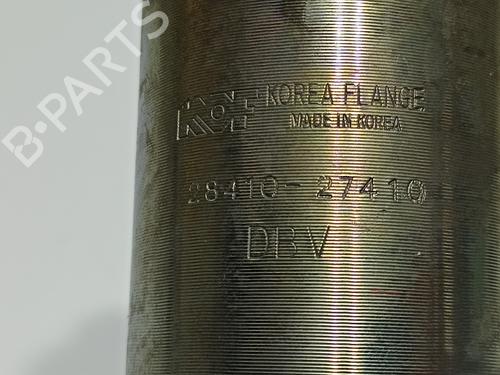 B-PARTS
KOREA FLANGE
MADE IN KOREA
28410-27410
DBV